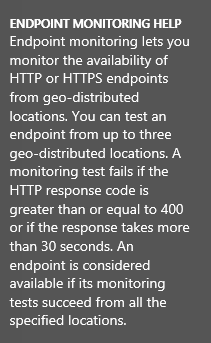 ENDPOINT MONITORING HELP
Endpoint monitoring lets you
monitor the availability of
HTTP or HTTPS endpoints
from geo-distributed
locations. You can test an
endpoint from up to three
geo-distributed locations. A
monitoring test fails if the
HTTP response code is
greater than or equal to 400
or if the response takes more
than 30 seconds. An
endpoint is considered
available if its monitoring
tests succeed from all the
specified locations.